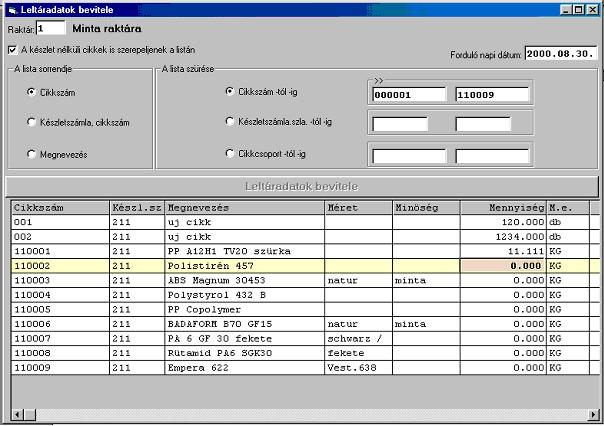 Leltáradatok bevitele
Raktár: 1 Minta raktára
A készlet nélküli cikkek is szerepeljenek a listán
Forduló napi dátum: 2000.08.30.
A lista sorrendje
A lista szürése
>>
Cikkszám
Cikkszám -tól -ig
000001 110009
Készletszámla, cikkszám
Készletszámla.szla. -tól -ig
Megnevezés
Cikkcsoport -tól -ig
Leltáradatok bevitele
Cikkszám Készl.sz Megnevezés Méret Minöség Mennyiség M.e.
001 211 uj cikk 120.000 db
002 211 uj cikk 1234.000 db
110001 211 PP A12H1 TV20 szürka 11.111 KG
110002 211 Polistirén 457 0.000 KG
110003 211 ABS Magnum 30453 natur minta 0.000 KG
110004 211 Polystyrol 432 B 0.000 KG
110005 211 PP Copolymer 0.000 KG
110006 211 BADAFORM B70 GF15 natur minta 0.000 KG
110007 211 PA 6 GF 30 fekete schwarz / 0.000 KG
110008 211 Rütamid PA6 SGK30 fekete 0.000 KG
110009 211 Empera 622 Vest.638 0.000 KG